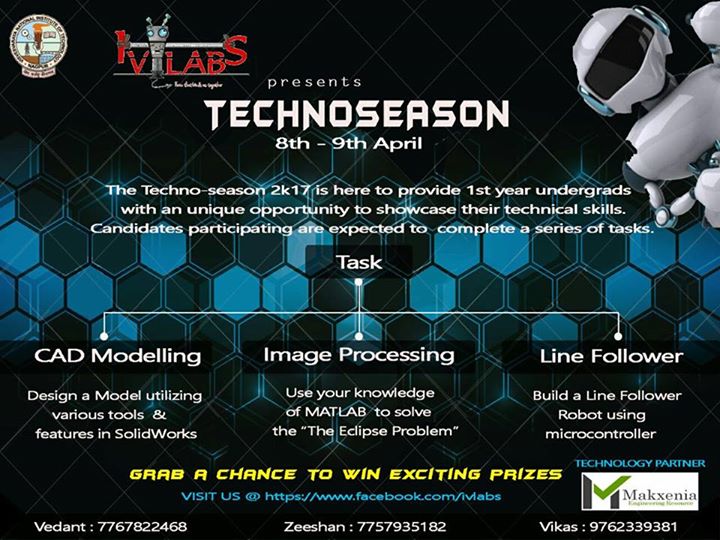 IVLABS
presents
TECHNOSEASON
8th - 9th April
The Techno-season 2k17 is here to provide 1st year undergrads
with an unique opportunity to showcase their technical skills.
Candidates participating are expected to complete a series of tasks.
Task
CAD Modelling
Design a Model utilizing
various tools &
features in SolidWorks
Image Processing
Use your knowledge
of MATLAB to solve
the “The Eclipse Problem”
Line Follower
Build a Line Follower
Robot using
microcontroller
GRAB A CHANCE TO WIN EXCITING PRIZES
VISIT US @ https://www.facebook.com/ivlabs
TECHNOLOGY PARTNER
Makxenia
Empowering Resource
Vedant : 7767822468
Zeeshan : 7757935182
Vikas : 9762339381